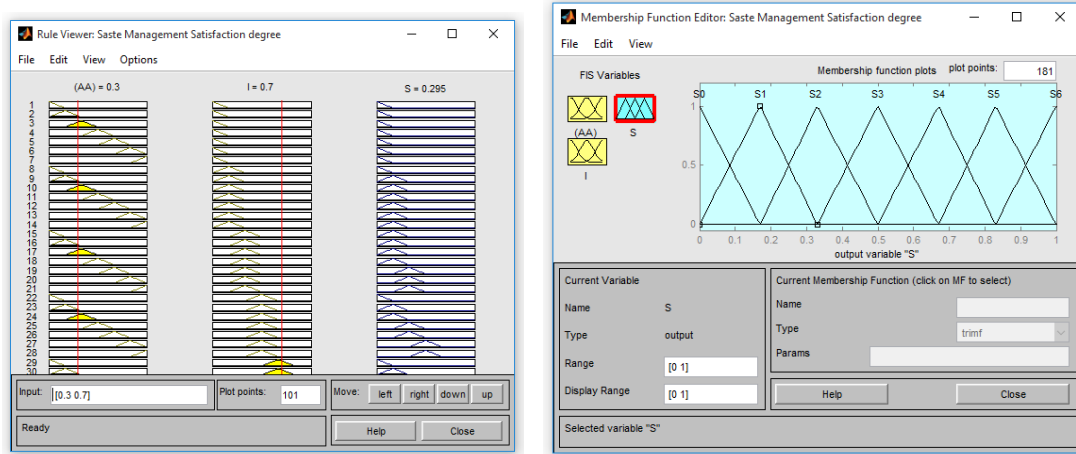 Rule Viewer: Saste Management Satisfaction degree
File Edit View Options
(AA) = 0.3 I = 0.7 S = 0.295
1
2
3
4
5
6
7
8
9
10
11
12
13
14
15
16
17
18
19
20
21
22
23
24
25
26
27
28
29
30
Input: [0.3 0.7] Plot points: 101 Move: left right down up
Ready Help Close
Membership Function Editor: Saste Management Satisfaction degree
File Edit View
FIS Variables Membership function plots plot points: 181
S0 S1 S2 S3 S4 S5 S6
(AA) S
I
1
0.5
0
0 0.1 0.2 0.3 0.4 0.5 0.6 0.7 0.8 0.9 1
output variable "S"
Current Variable Current Membership Function (click on MF to select)
Name S Name
Type output Type trimf
Range [0 1] Params
Display Range [0 1] Help Close
Selected variable "S"